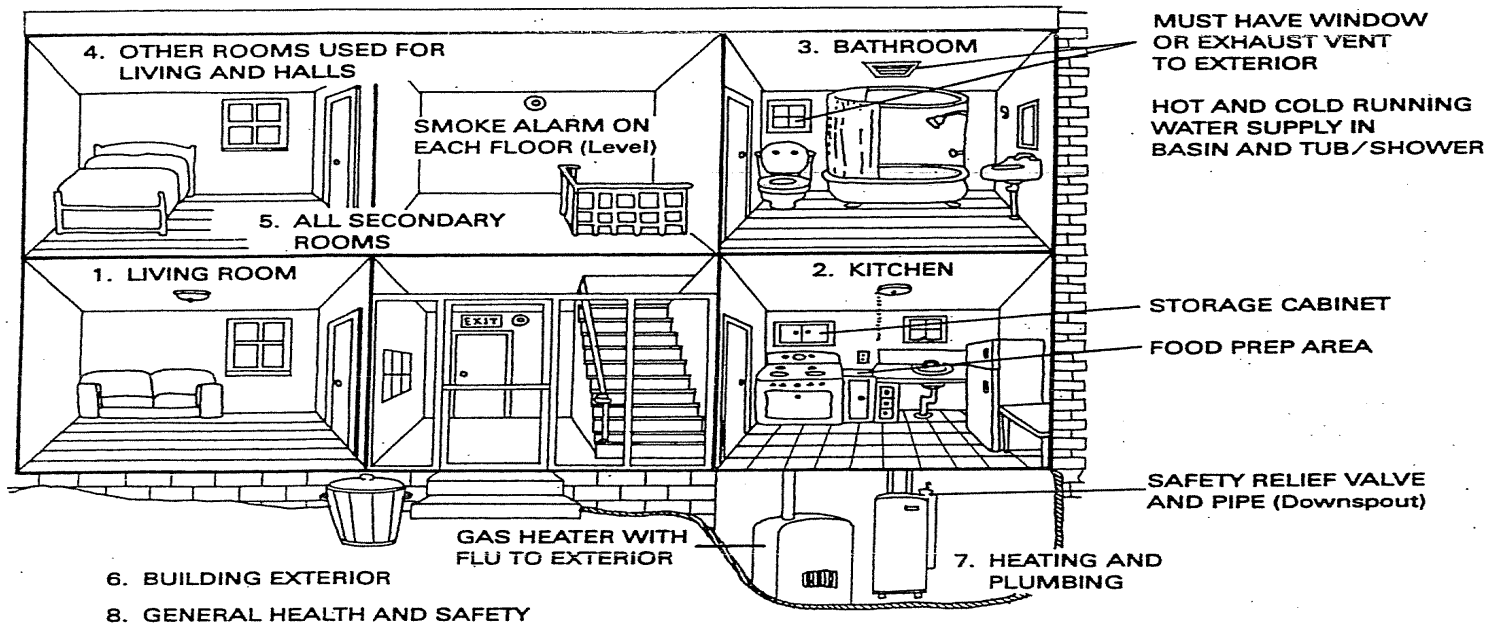 4. OTHER ROOMS USED FOR
LIVING AND HALLS
3. BATHROOM
MUST HAVE WINDOW
OR EXHAUST VENT
TO EXTERIOR
HOT AND COLD RUNNING
WATER SUPPLY IN
BASIN AND TUB/SHOWER
SMOKE ALARM ON
EACH FLOOR (Level)
5. ALL SECONDARY
ROOMS
1. LIVING ROOM
EXIT
2. KITCHEN
STORAGE CABINET
FOOD PREP AREA
SAFETY RELIEF VALVE
AND PIPE (Downspout)
GAS HEATER WITH
FLU TO EXTERIOR
7. HEATING AND
PLUMBING
6. BUILDING EXTERIOR
8. GENERAL HEALTH AND SAFETY